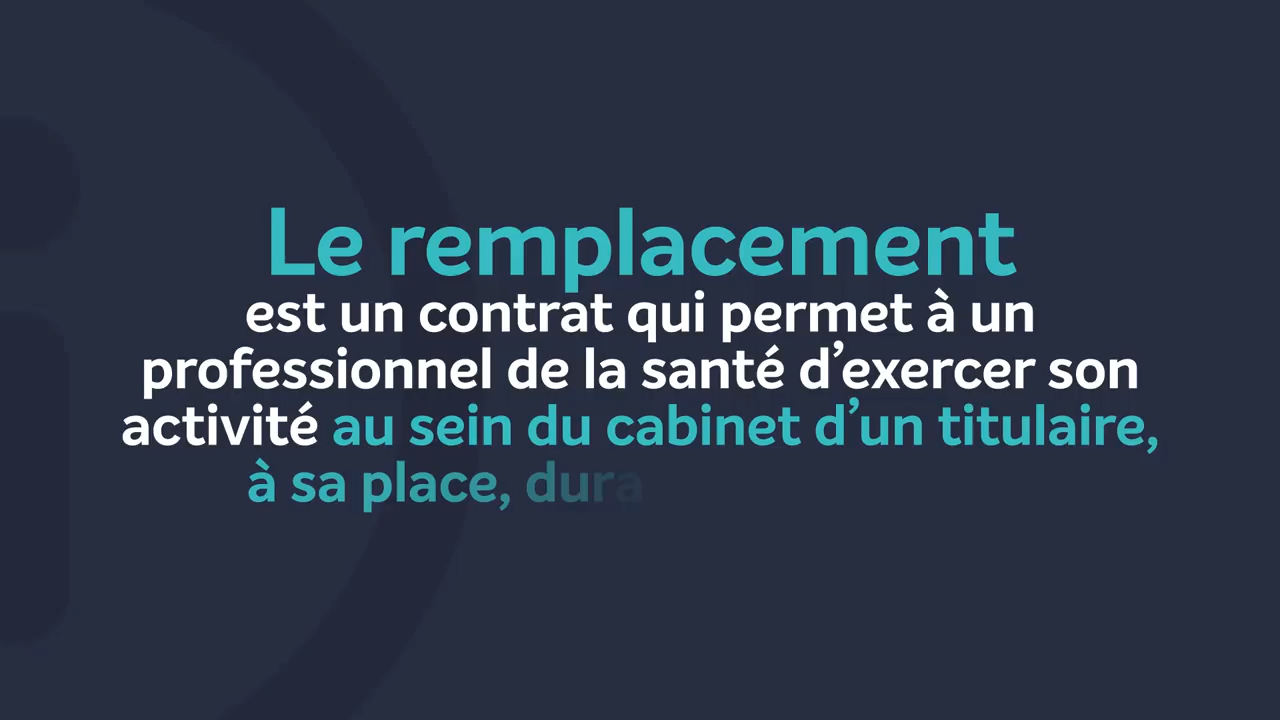 Le remplacement
est un contrat qui permet à un
professionnel de la santé d’exercer son
activité au sein du cabinet d’un titulaire,
à sa place, dura